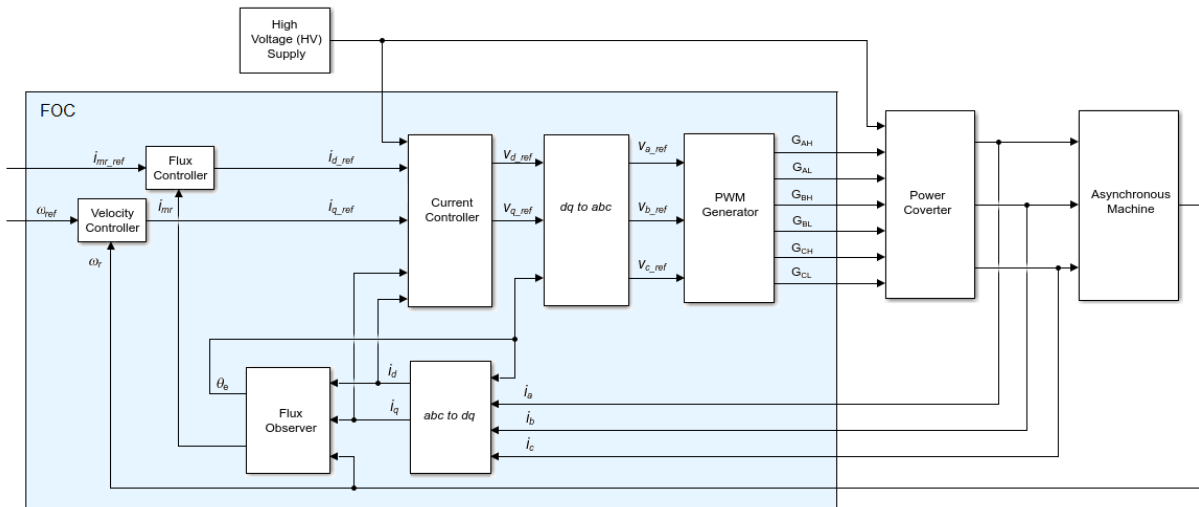 High
Voltage (HV)
Supply
FOC
i_mr_ref
Flux
Controller
i_d_ref
ω_ref
Velocity
Controller
i_mr
i_q_ref
ω_r
Current
Controller
v_d_ref
v_q_ref
dq to abc
v_a_ref
v_b_ref
v_c_ref
PWM
Generator
G_AH
G_AL
G_BH
G_BL
G_CH
G_CL
Power
Coverter
Asynchronous
Machine
θ_e
Flux
Observer
i_d
i_q
abc to dq
i_a
i_b
i_c